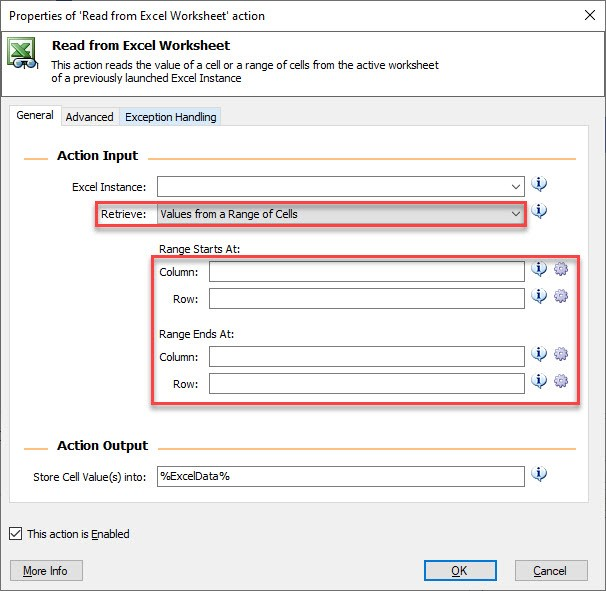 Properties of 'Read from Excel Worksheet' action
Read from Excel Worksheet
This action reads the value of a cell or a range of cells from the active worksheet
of a previously launched Excel Instance
General Advanced Exception Handling
Action Input
Excel Instance:
Retrieve: Values from a Range of Cells
Range Starts At:
Column:
Row:
Range Ends At:
Column:
Row:
Action Output
Store Cell Value(s) into: %ExcelData%
This action is Enabled
More Info OK Cancel